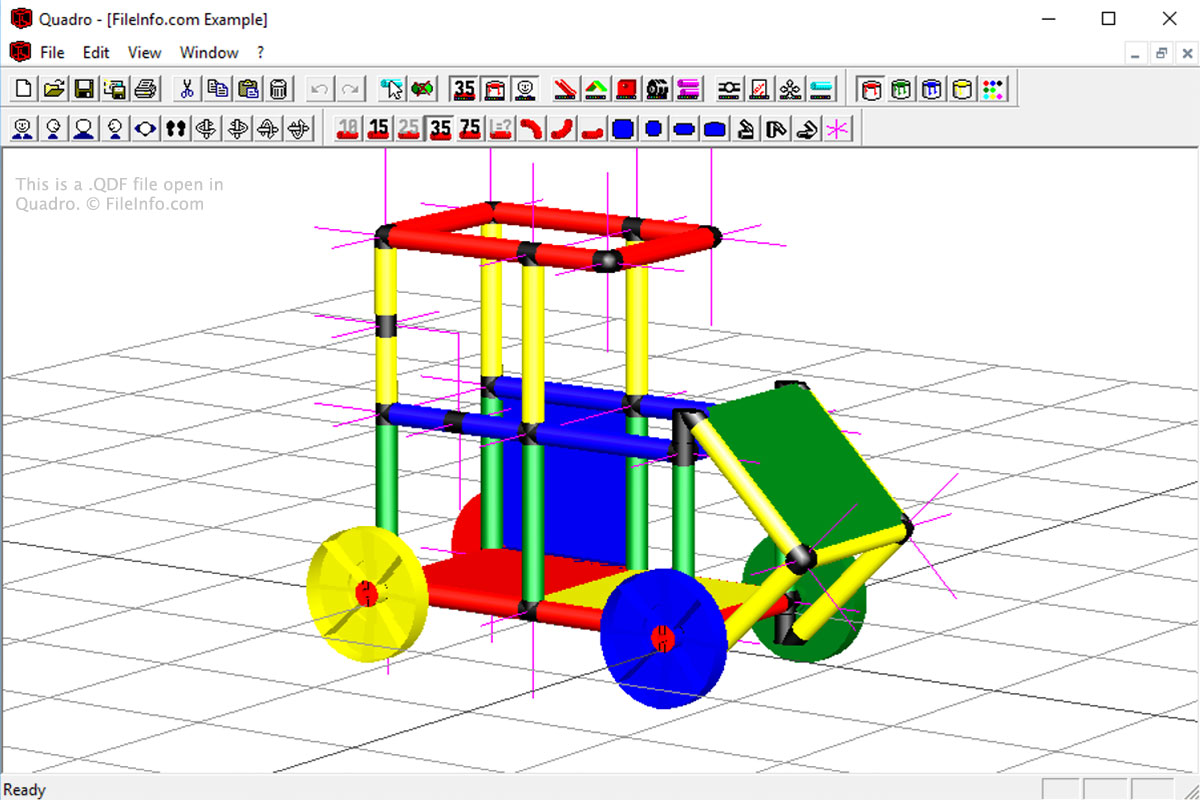 Quadro - [FileInfo.com Example]
File Edit View Window ?
35
18 15 25 35 75 L=?
This is a .QDF file open in
Quadro. © FileInfo.com
Ready